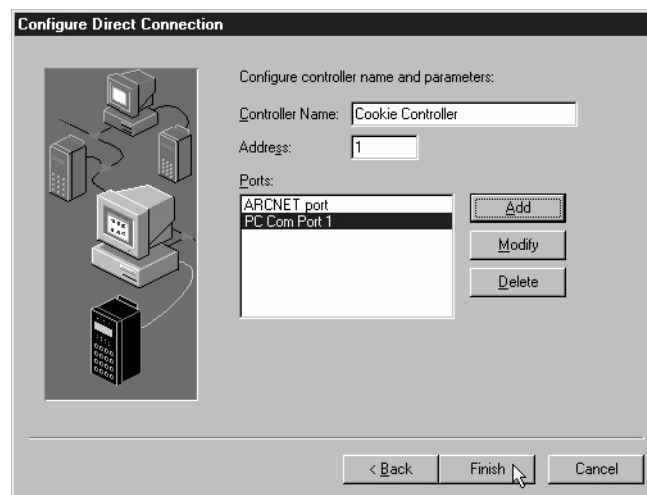 Configure Direct Connection
Configure controller name and parameters:
Controller Name: Cookie Controller
Address: 1
Ports:
ARCNET port
PC Com Port 1
Add
Modify
Delete
< Back Finish Cancel